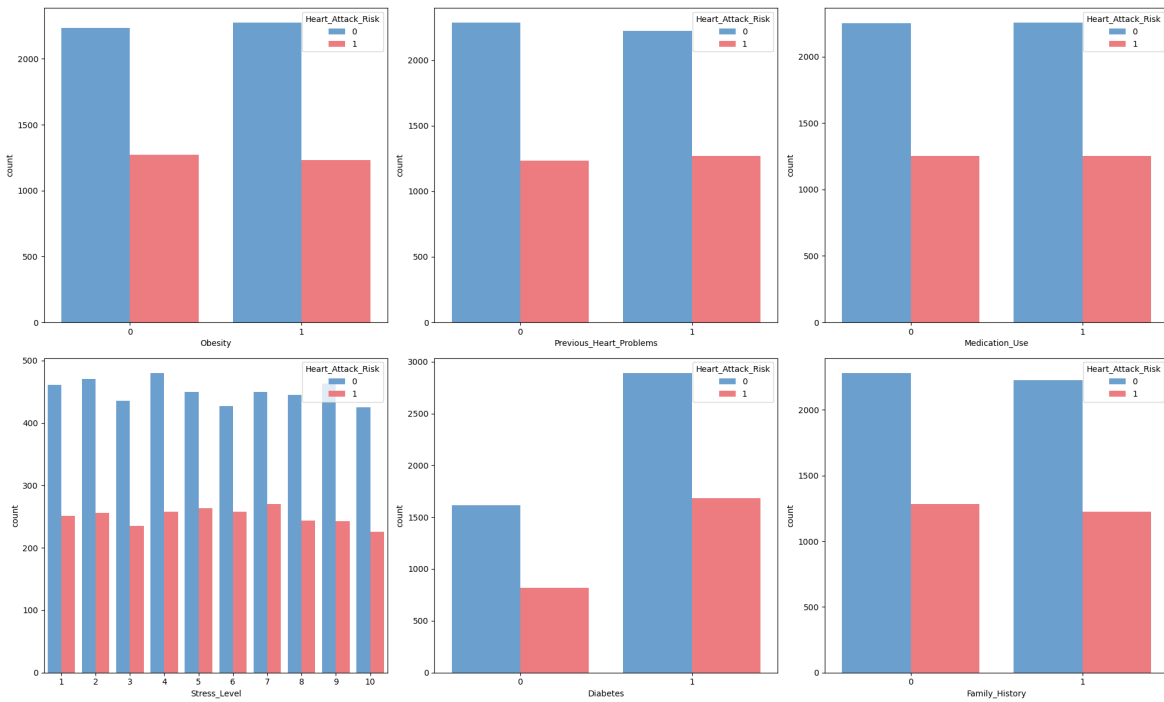 Heart_Attack_Risk
0
1
2000
1500
1000
500
0
count
0 1
Obesity
Heart_Attack_Risk
0
1
2000
1500
1000
500
0
count
0 1
Previous_Heart_Problems
Heart_Attack_Risk
0
1
2000
1500
1000
500
0
count
0 1
Medication_Use
Heart_Attack_Risk
0
1
500
400
300
200
100
0
count
1 2 3 4 5 6 7 8 9 10
Stress_Level
Heart_Attack_Risk
0
1
3000
2500
2000
1500
1000
500
0
count
0 1
Diabetes
Heart_Attack_Risk
0
1
2000
1500
1000
500
0
count
0 1
Family_History